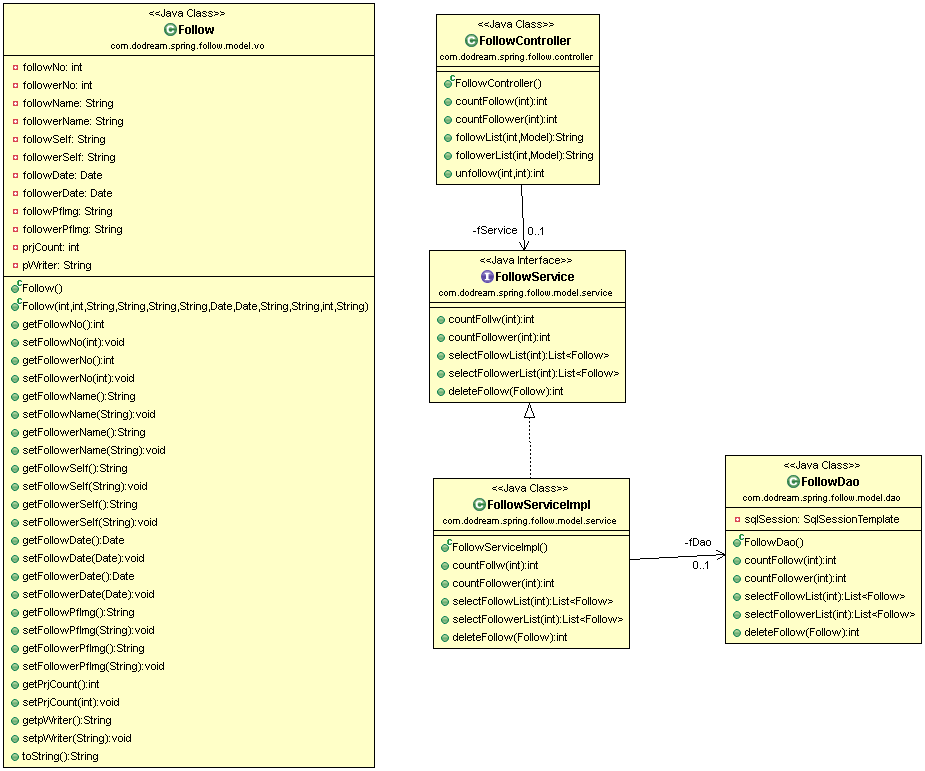 <<Java Class>>
Follow
com.dodream.spring.follow.model.vo
followNo: int
followerNo: int
followName: String
followerName: String
followSelf: String
followerSelf: String
followDate: Date
followerDate: Date
followPfImg: String
followerPfImg: String
prjCount: int
pWriter: String
Follow()
Follow(int,int,String,String,String,String,Date,Date,String,String,int,String)
getFollowNo():int
setFollowNo(int):void
getFollowerNo():int
setFollowerNo(int):void
getFollowName():String
setFollowName(String):void
getFollowerName():String
setFollowerName(String):void
getFollowSelf():String
setFollowSelf(String):void
getFollowerSelf():String
setFollowerSelf(String):void
getFollowDate():Date
setFollowDate(Date):void
getFollowerDate():Date
setFollowerDate(Date):void
getFollowPfImg():String
setFollowPfImg(String):void
getFollowerPfImg():String
setFollowerPfImg(String):void
getPrjCount():int
setPrjCount(int):void
getpWriter():String
setpWriter(String):void
toString():String
<<Java Class>>
FollowController
com.dodream.spring.follow.controller
FollowController()
countFollow(int):int
countFollower(int):int
followList(int,Model):String
followerList(int,Model):String
unfollow(int,int):int
-fService 0..1
<<Java Interface>>
FollowService
com.dodream.spring.follow.model.service
countFollw(int):int
countFollower(int):int
selectFollowList(int):List<Follow>
selectFollowerList(int):List<Follow>
deleteFollow(Follow):int
<<Java Class>>
FollowServiceImpl
com.dodream.spring.follow.model.service
FollowServiceImpl()
countFollw(int):int
countFollower(int):int
selectFollowList(int):List<Follow>
selectFollowerList(int):List<Follow>
deleteFollow(Follow):int
-fDao
0..1
<<Java Class>>
FollowDao
com.dodream.spring.follow.model.dao
sqlSession: SqlSessionTemplate
FollowDao()
countFollow(int):int
countFollower(int):int
selectFollowList(int):List<Follow>
selectFollowerList(int):List<Follow>
deleteFollow(Follow):int